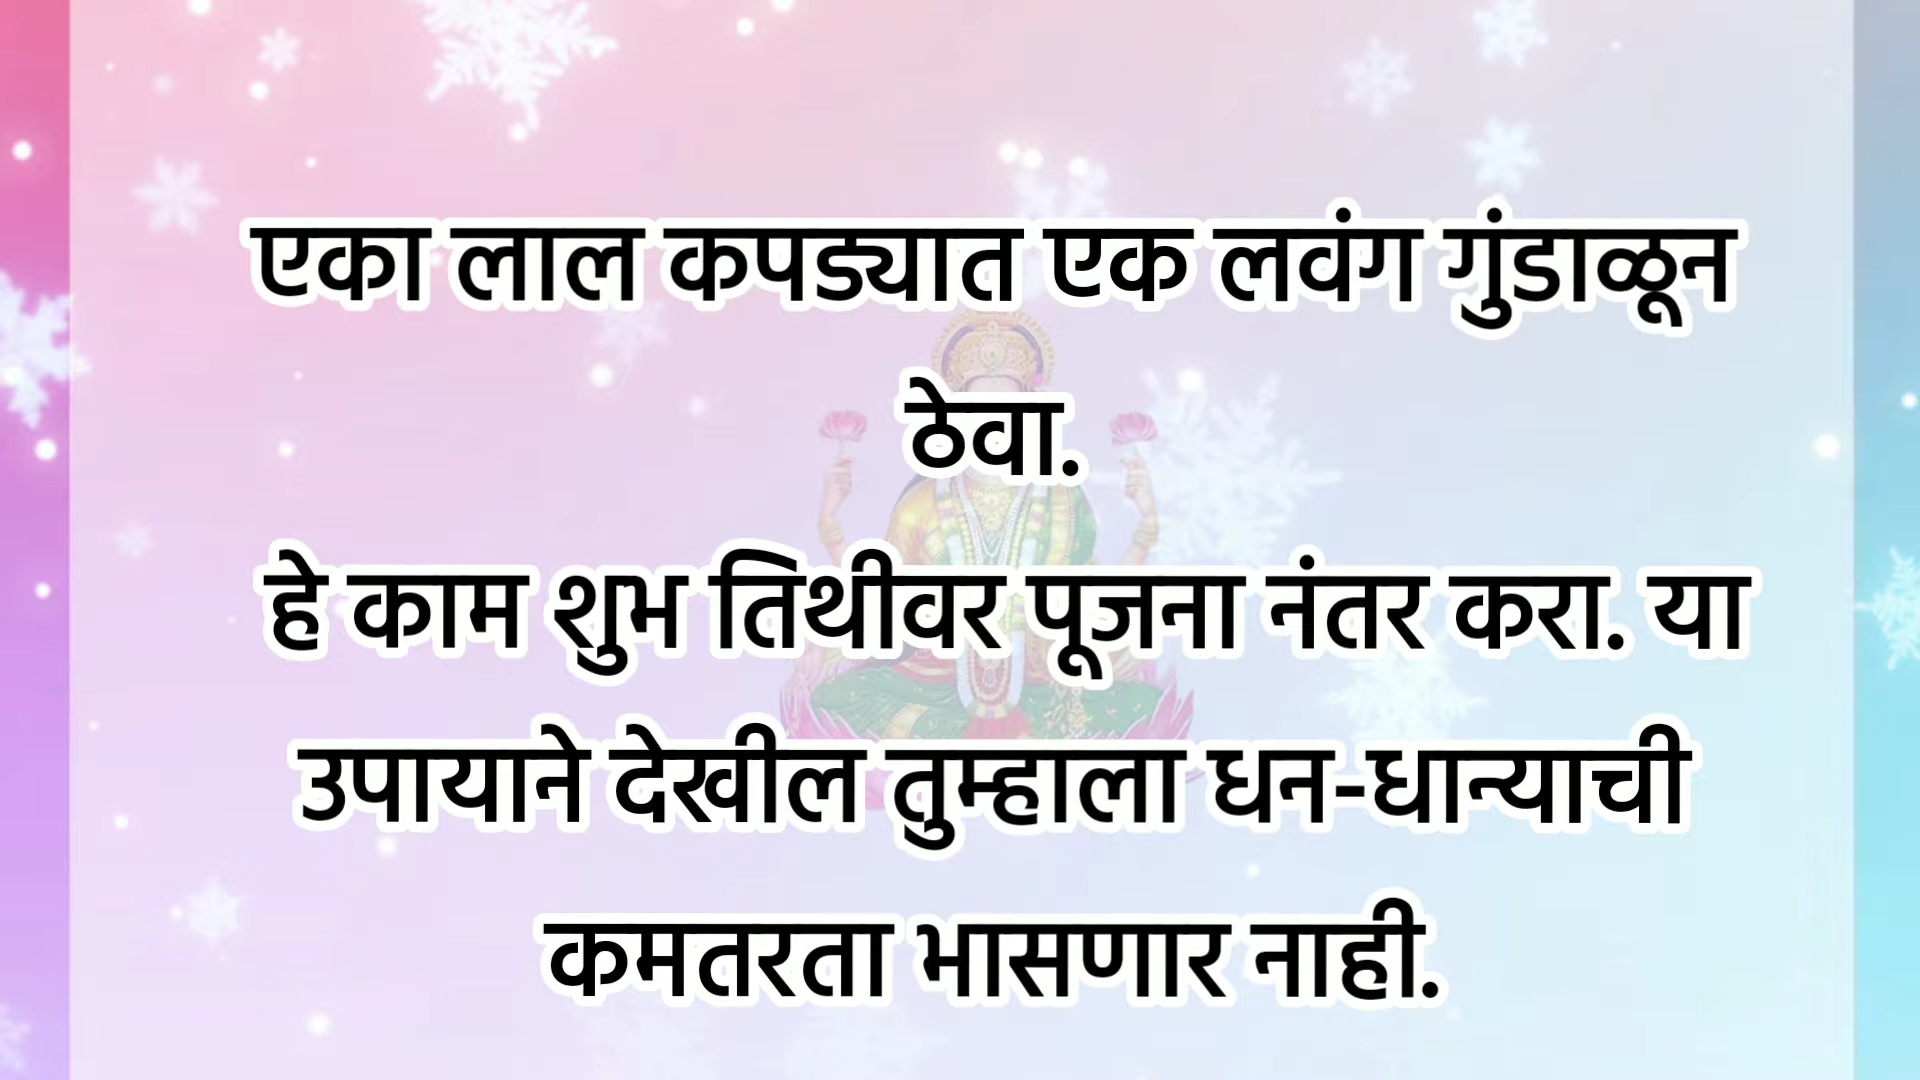 एका लाल कपड्यात एक लवंग गुंडाळून
ठेवा.
हे काम शुभ तिथीवर पूजना नंतर करा. या
उपायाने देखील तुम्हाला धन-धान्याची
कमतरता भासणार नाही.